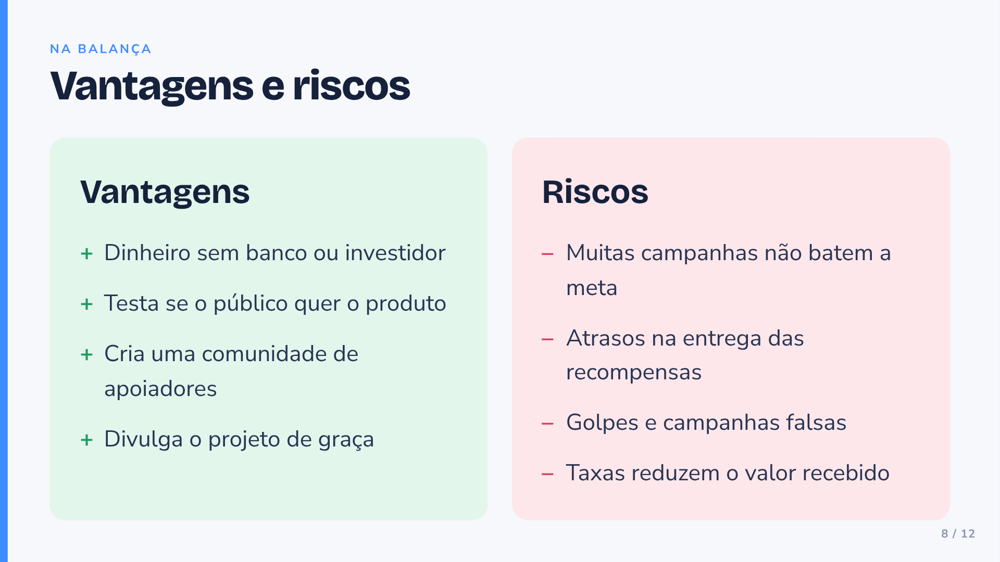 NA BALANÇA
Vantagens e riscos
Vantagens
+ Dinheiro sem banco ou investidor
+ Testa se o público quer o produto
+ Cria uma comunidade de
apoiadores
+ Divulga o projeto de graça
Riscos
– Muitas campanhas não batem a
meta
– Atrasos na entrega das
recompensas
– Golpes e campanhas falsas
– Taxas reduzem o valor recebido
8 / 12